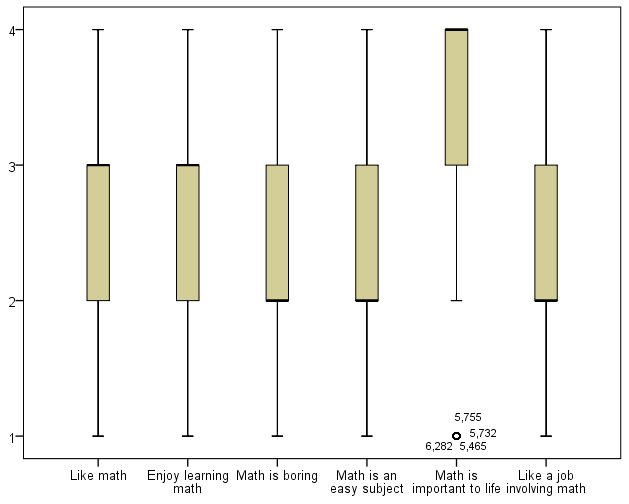 4
3
2
1
5,755
5,732
6,282 5,465
Like math
Enjoy learning
math
Math is boring
Math is an
easy subject
Math is
important to life
Like a job
involving math